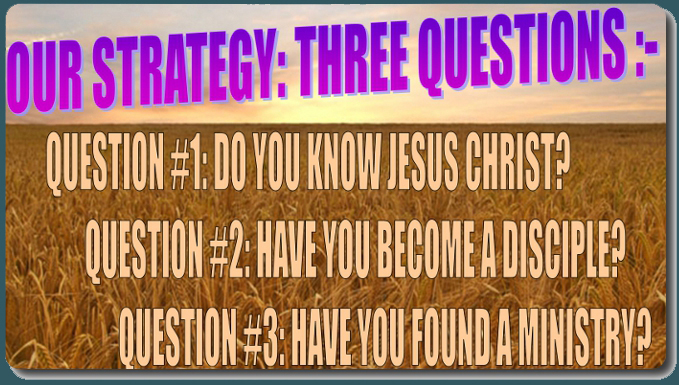 OUR STRATEGY: THREE QUESTIONS :-
QUESTION #1: DO YOU KNOW JESUS CHRIST?
QUESTION #2: HAVE YOU BECOME A DISCIPLE?
QUESTION #3: HAVE YOU FOUND A MINISTRY?